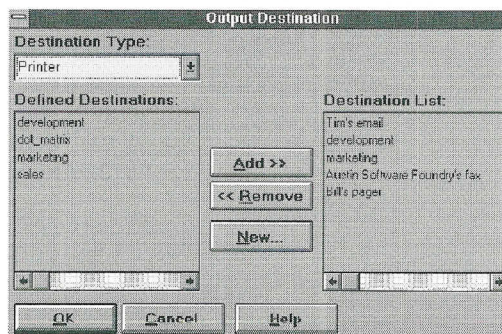 Output Destination
Destination Type:
Printer
Defined Destinations:
development
dot_matrix
marketing
sales
Add >>
<< Remove
New...
Destination List:
Tim's email
development
marketing
Austin Software Foundry's fax
Bill's pager
OK
Cancel
Help